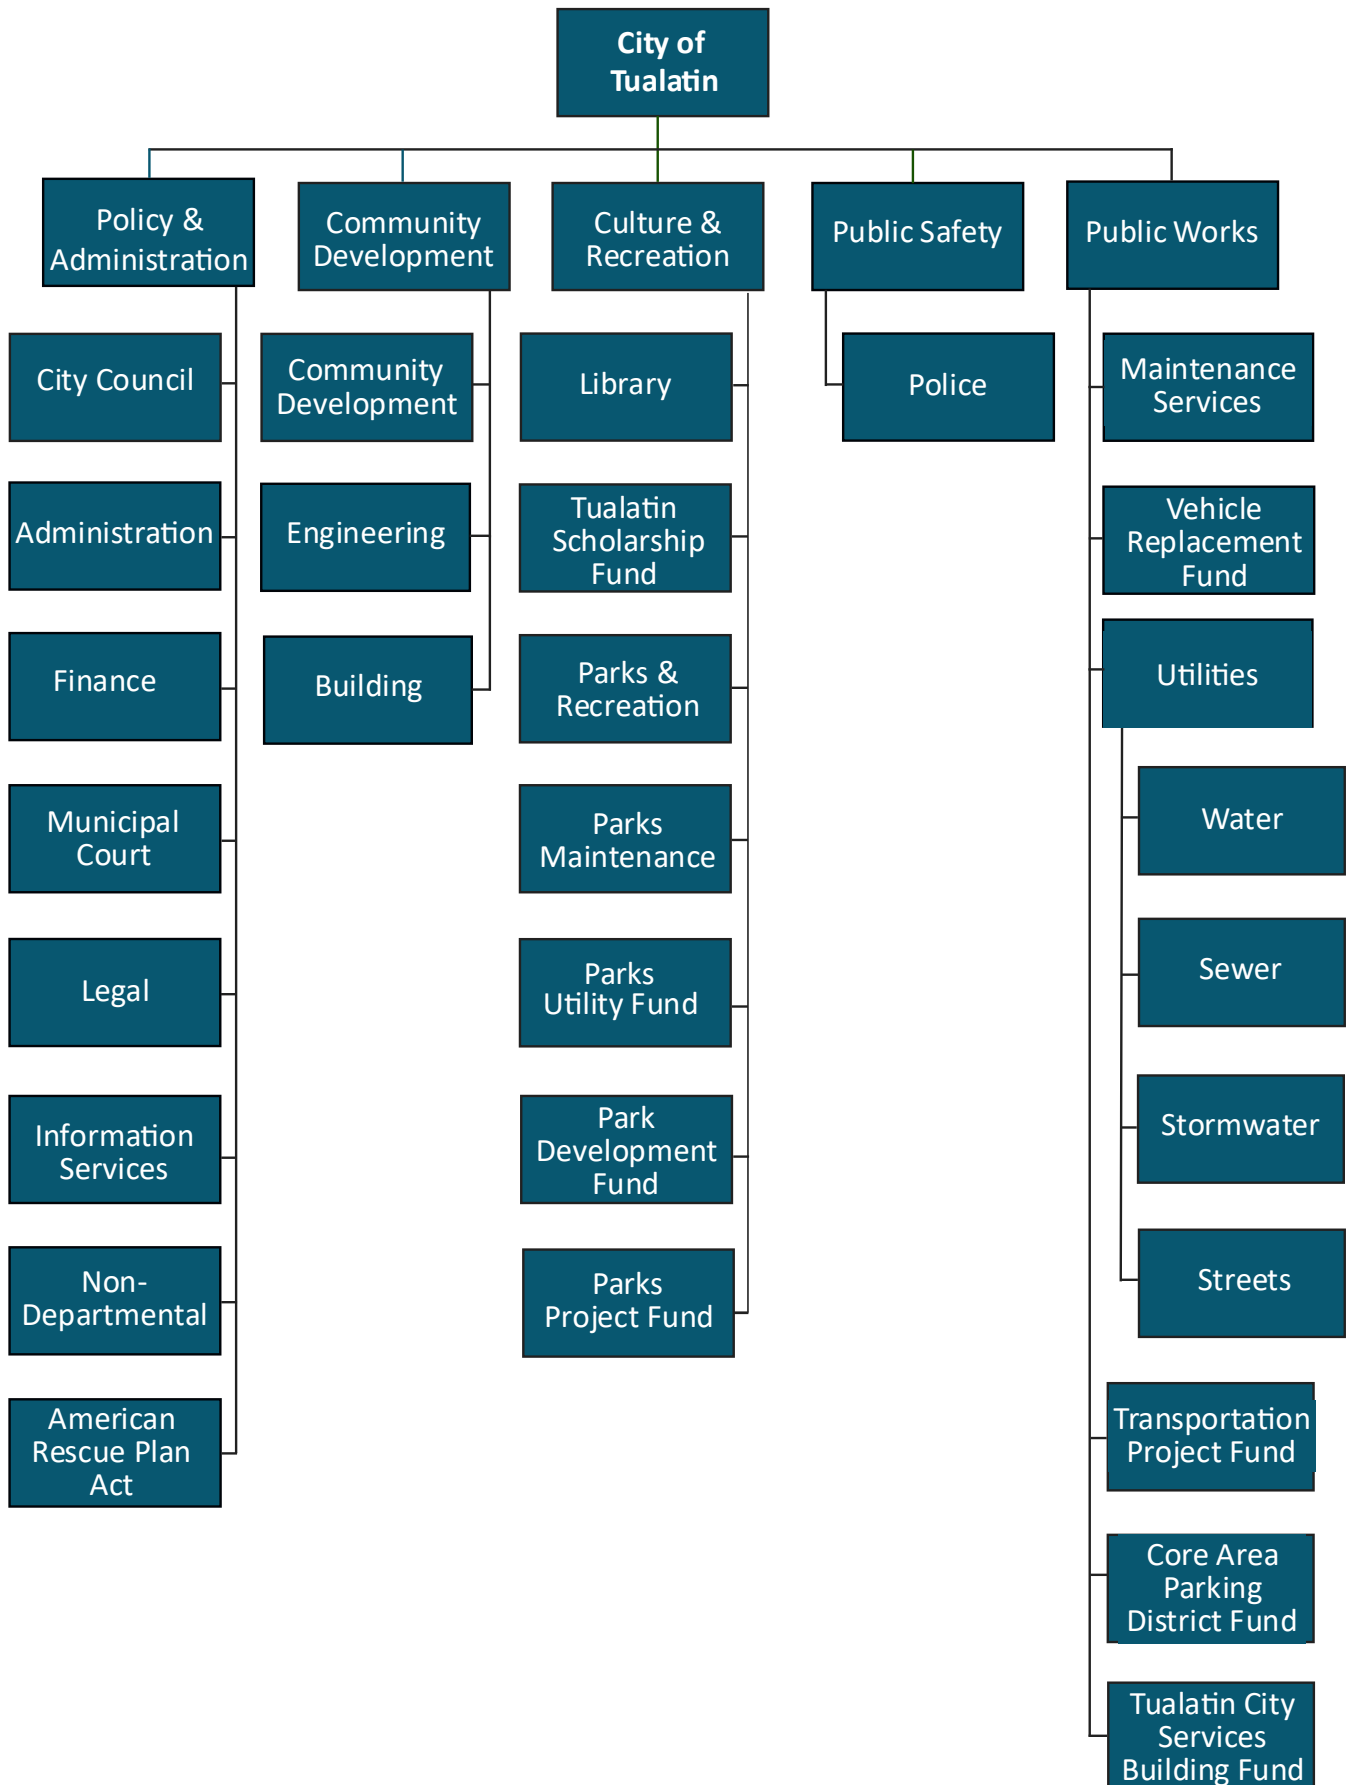 City of
Tualatin
Policy &
Administration
Community
Development
Culture &
Recreation
Public Safety
Public Works
City Council
Administration
Finance
Municipal
Court
Legal
Information
Services
Non-
Departmental
American
Rescue Plan
Act
Community
Development
Engineering
Building
Library
Tualatin
Scholarship
Fund
Parks &
Recreation
Parks
Maintenance
Parks
Utility Fund
Park
Development
Fund
Parks
Project Fund
Police
Maintenance
Services
Vehicle
Replacement
Fund
Utilities
Water
Sewer
Stormwater
Streets
Transportation
Project Fund
Core Area
Parking
District Fund
Tualatin City
Services
Building Fund